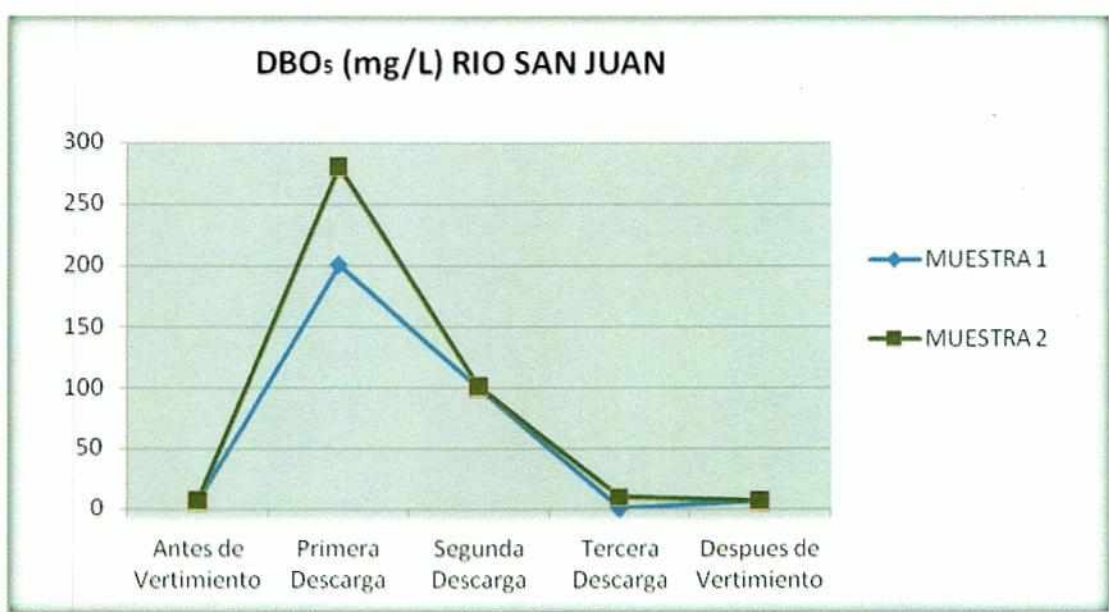 DBO₅ (mg/L) RIO SAN JUAN
300
250
200
150
100
50
0
Antes de
Vertimiento
Primera
Descarga
Segunda
Descarga
Tercera
Descarga
Despues de
Vertimiento
MUESTRA 1
MUESTRA 2